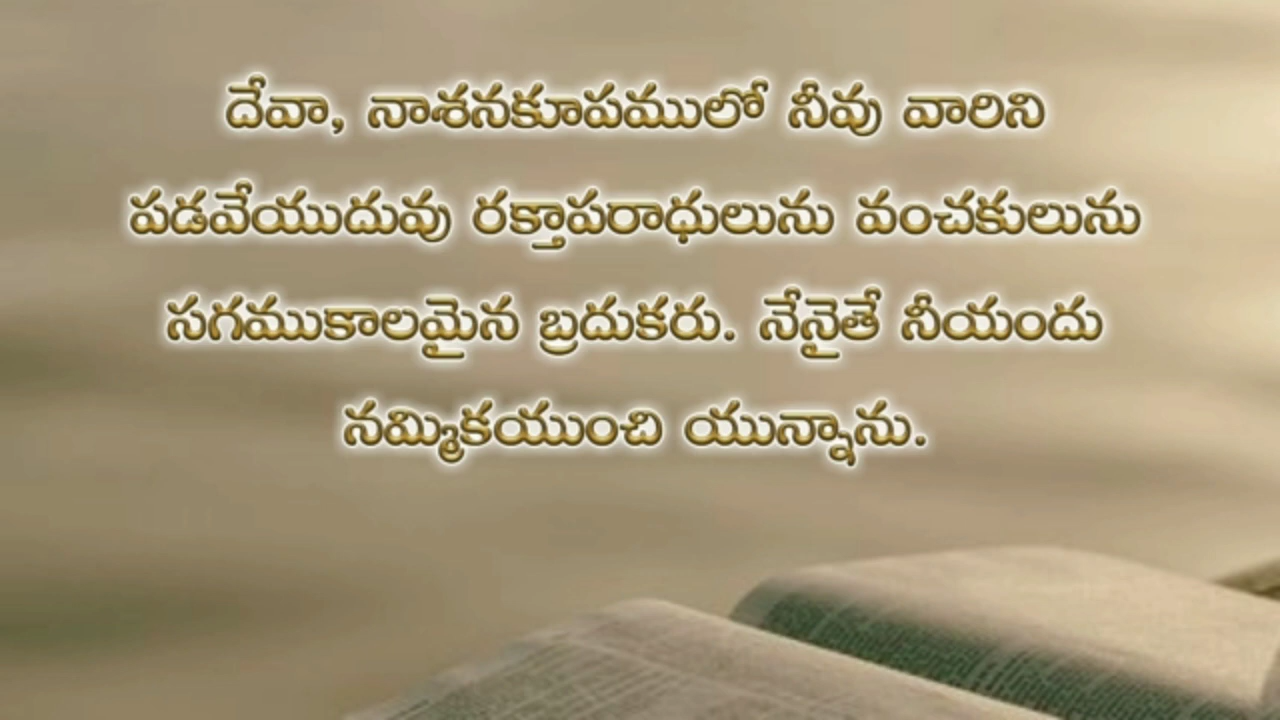 దేవా, నాశనకూపములో నీవు వారిని
పడవేయుదువు రక్తాపరాధులును వంచకులును
సగముకాలమైన బ్రదుకరు. నేనైతే నీయందు
నమ్మికయుంచి యున్నాను.